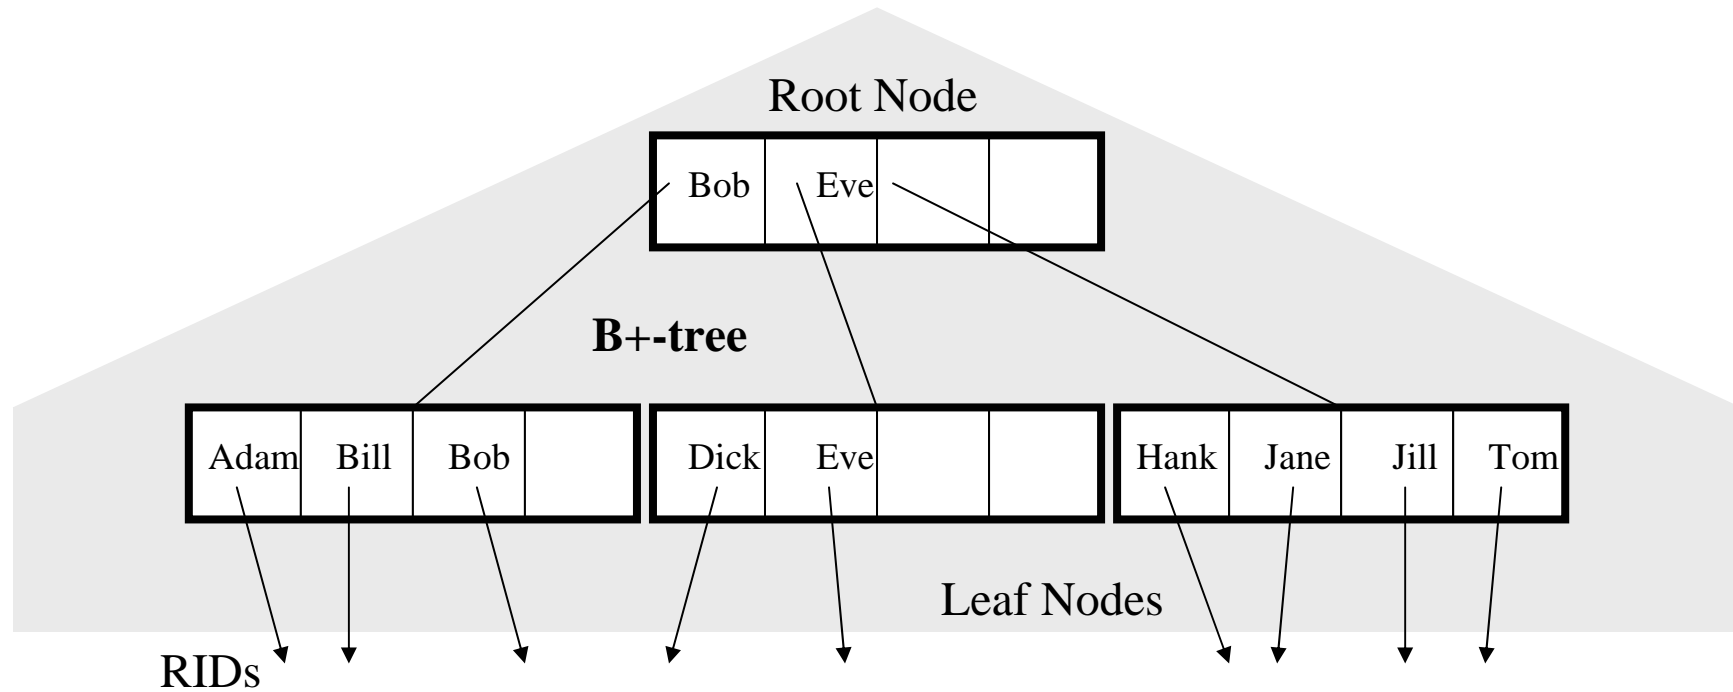 Root Node
Bob Eve
B+-tree
Adam Bill Bob Dick Eve Hank Jane Jill Tom
Leaf Nodes
RIDs